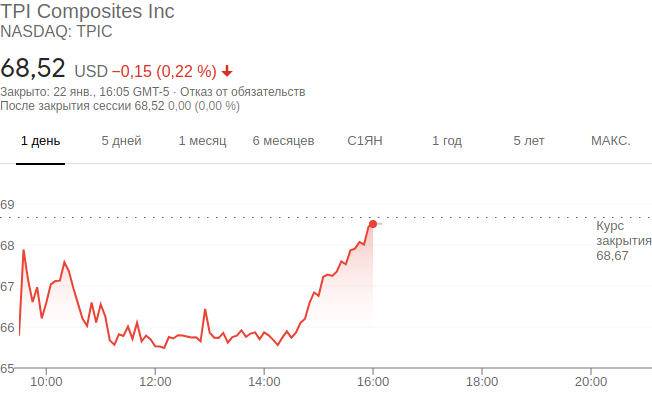 TPI Composites Inc
NASDAQ: TPIC
68,52 USD −0,15 (0,22 %)
Закрыто: 22 янв., 16:05 GMT-5 · Отказ от обязательств
После закрытия сессии 68,52 0,00 (0,00 %)
1 день 5 дней 1 месяц 6 месяцев С1ЯН 1 год 5 лет МАКС.
69
Курс
68
закрытия
68,67
67
66
65
10:00 12:00 14:00 16:00 18:00 20:00